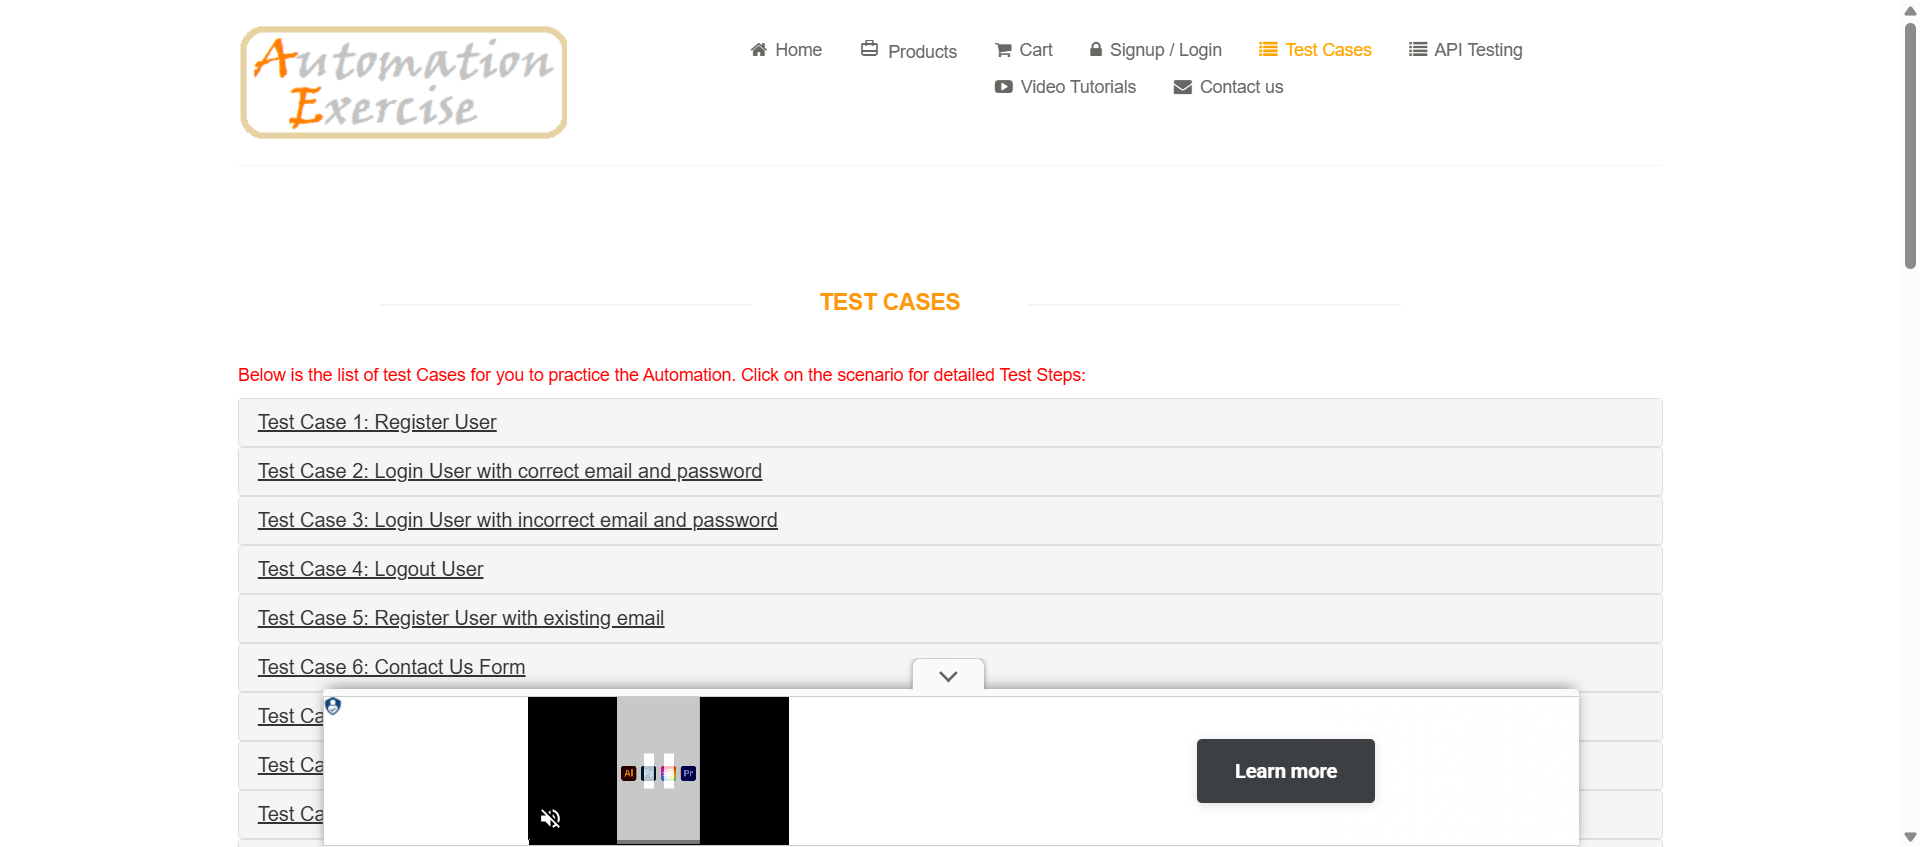 Automation
Exercise
Home
Products
Cart
Signup / Login
Test Cases
API Testing
Video Tutorials
Contact us
TEST CASES
Below is the list of test Cases for you to practice the Automation. Click on the scenario for detailed Test Steps:
Test Case 1: Register User
Test Case 2: Login User with correct email and password
Test Case 3: Login User with incorrect email and password
Test Case 4: Logout User
Test Case 5: Register User with existing email
Test Case 6: Contact Us Form
Test Ca
Test Ca
Test Ca
Ai
Pr
Learn more